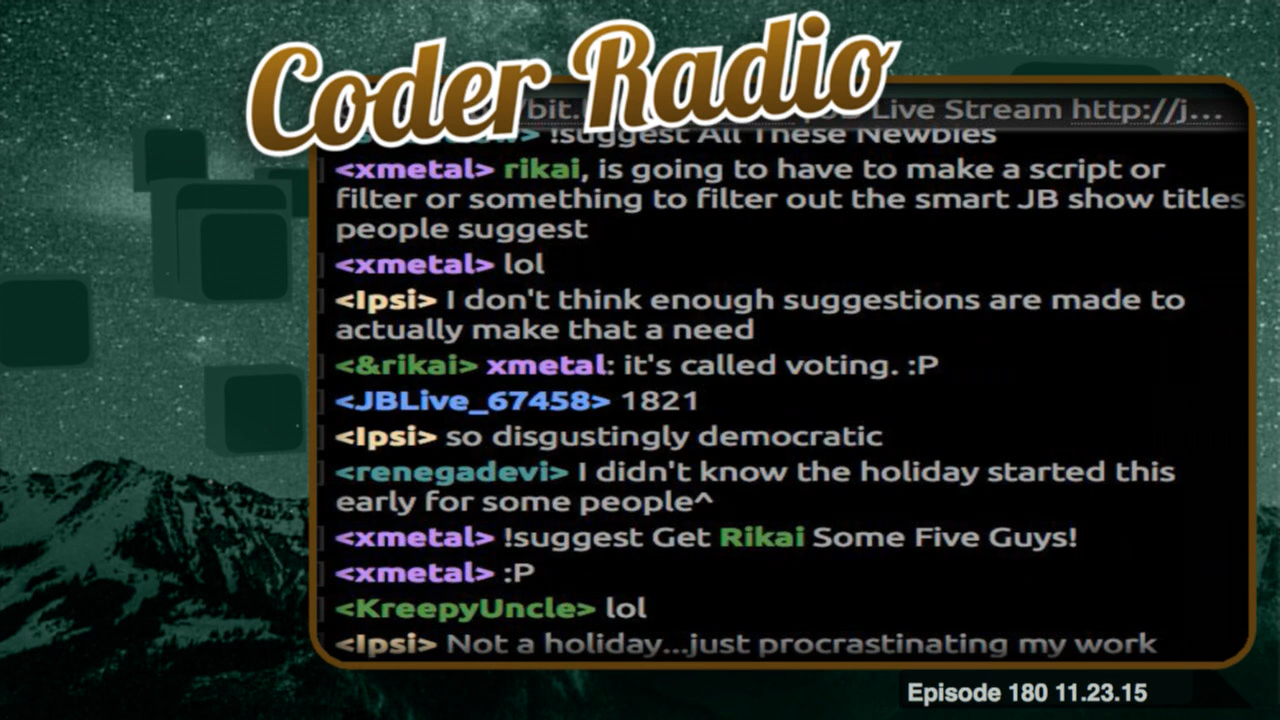 Coder Radio
/bit. Live Stream http://j...
!suggest All These Newbies
<xmetal> rikai, is going to have to make a script or
filter or something to filter out the smart JB show titles
people suggest
<xmetal> lol
<Ipsi> I don't think enough suggestions are made to
actually make that a need
<&rikai> xmetal: it's called voting. :P
<JBLive_67458> 1821
<Ipsi> so disgustingly democratic
<renegadevi> I didn't know the holiday started this
early for some people^
<xmetal> !suggest Get Rikai Some Five Guys!
<xmetal> :P
<KreepyUncle> lol
<Ipsi> Not a holiday...just procrastinating my work
Episode 180 11.23.15